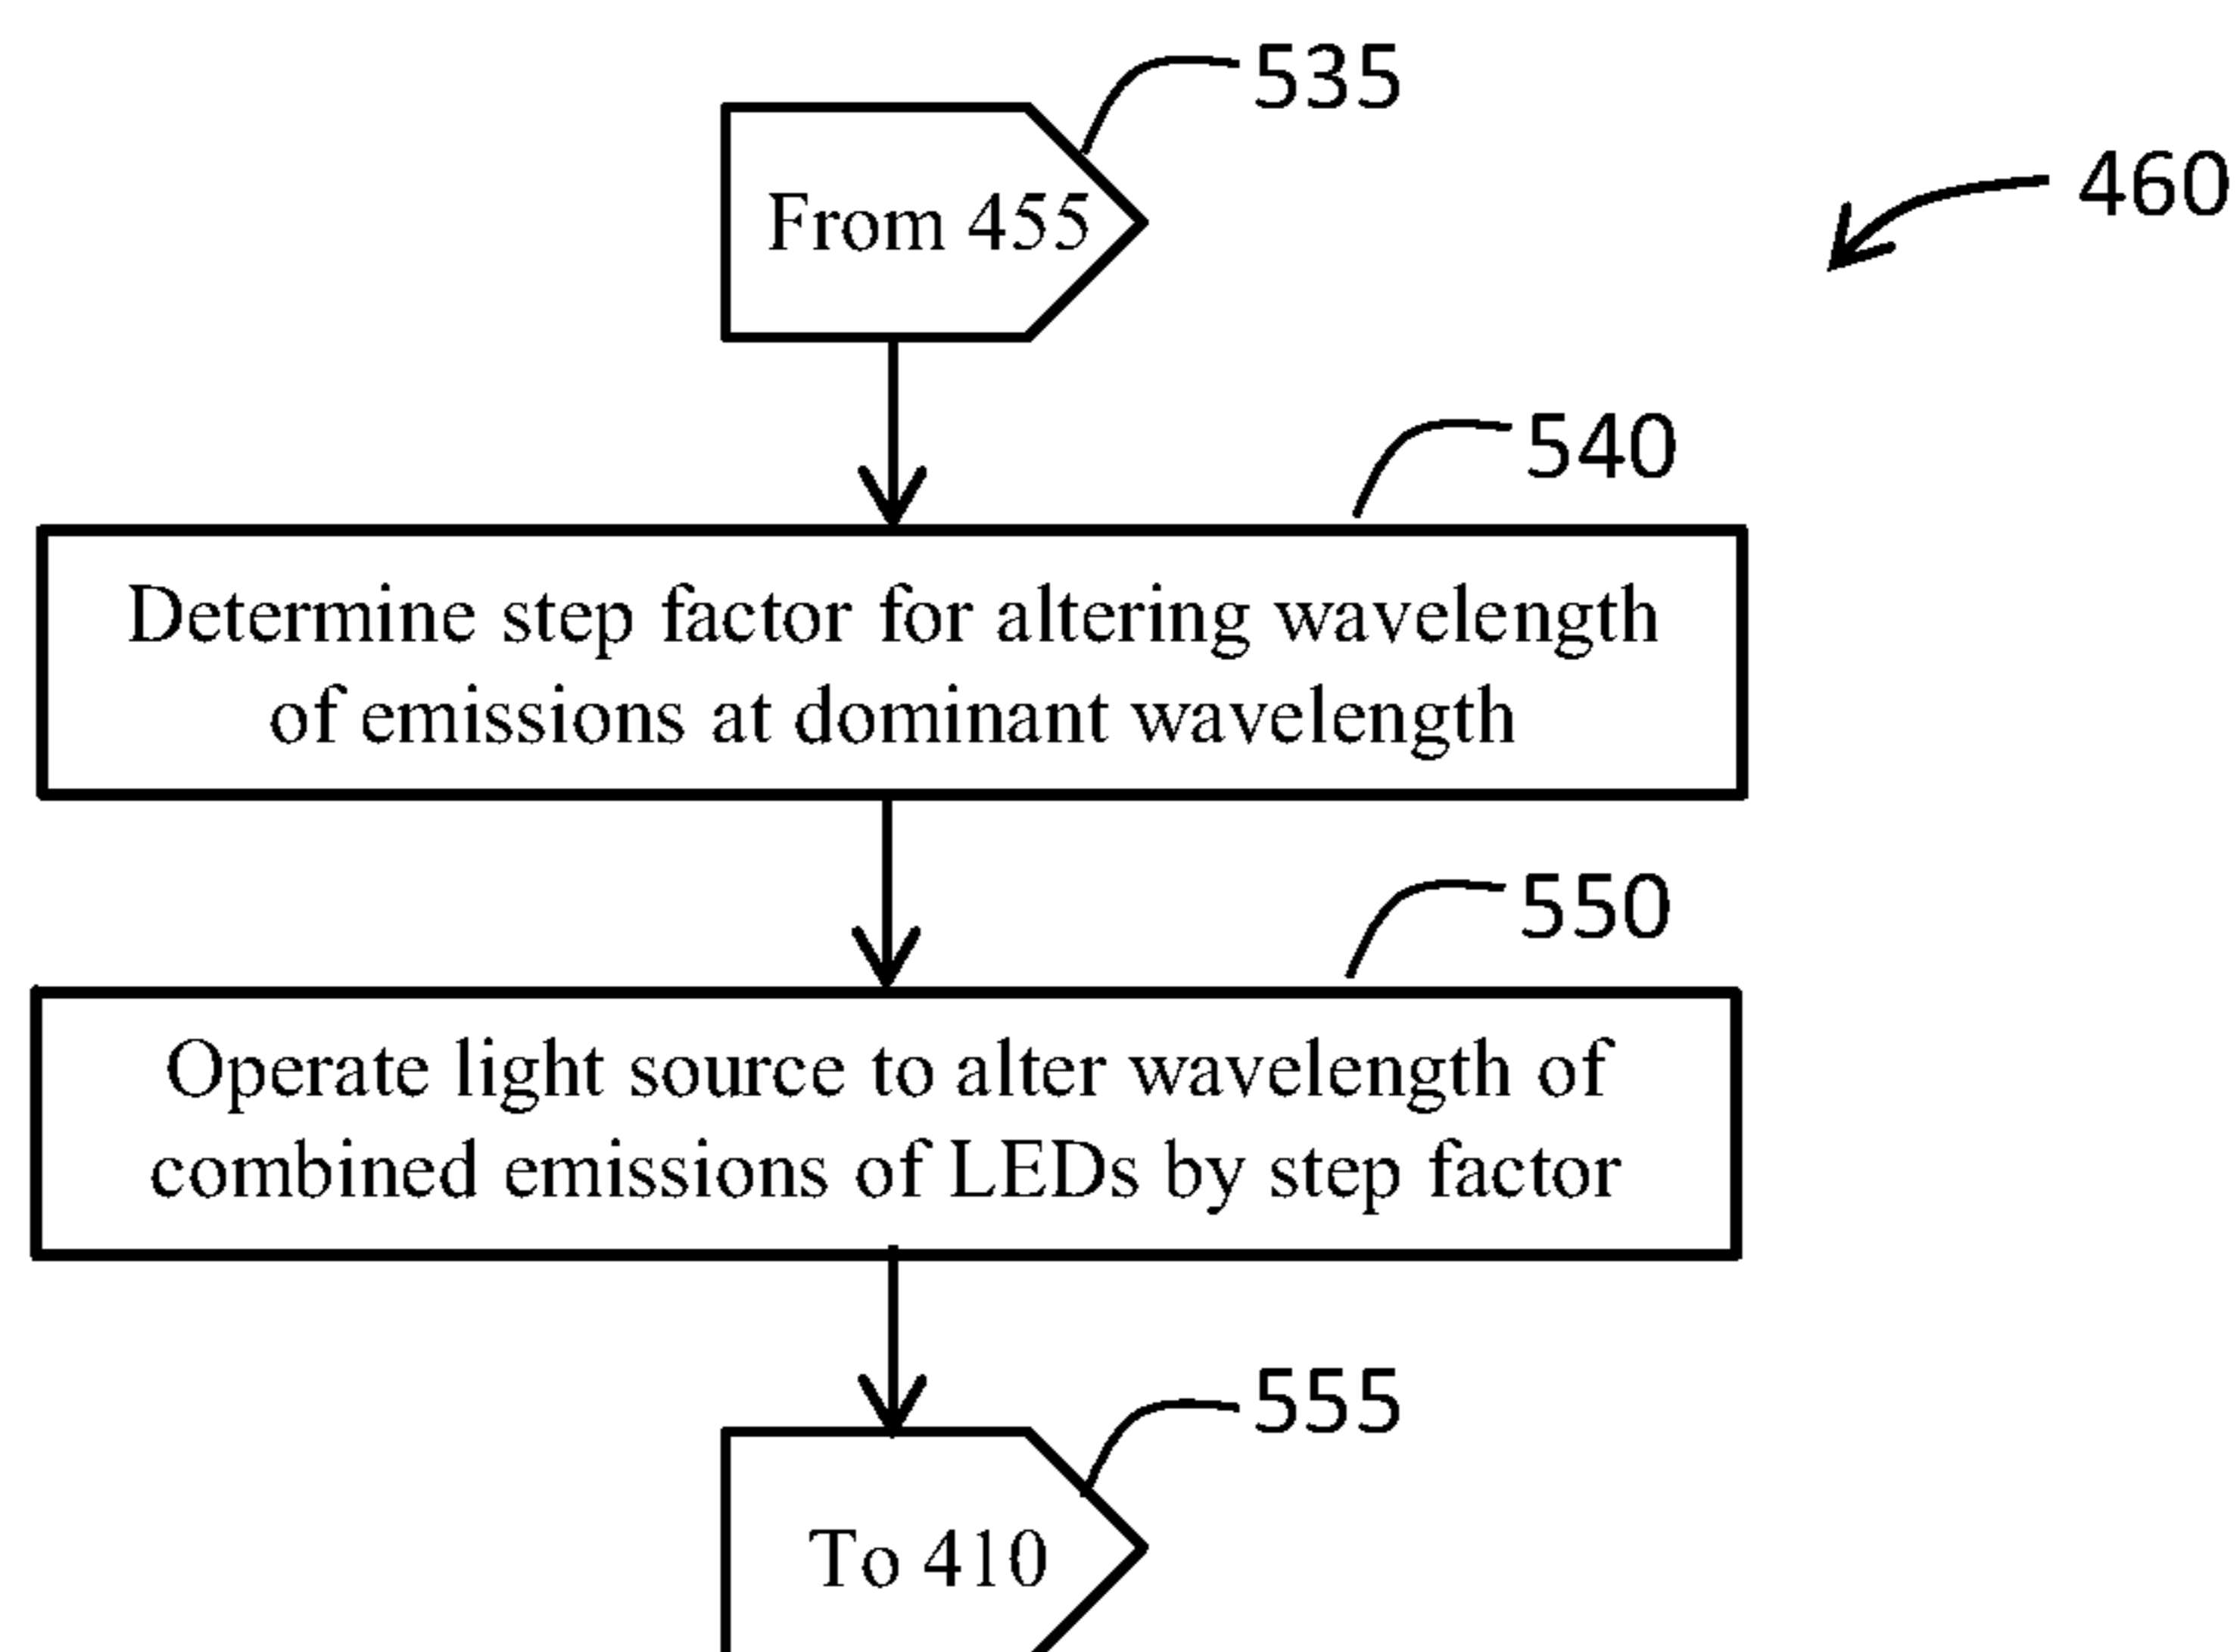 535
From 455
460
540
Determine step factor for altering wavelength
of emissions at dominant wavelength
550
Operate light source to alter wavelength of
combined emissions of LEDs by step factor
555
To 410